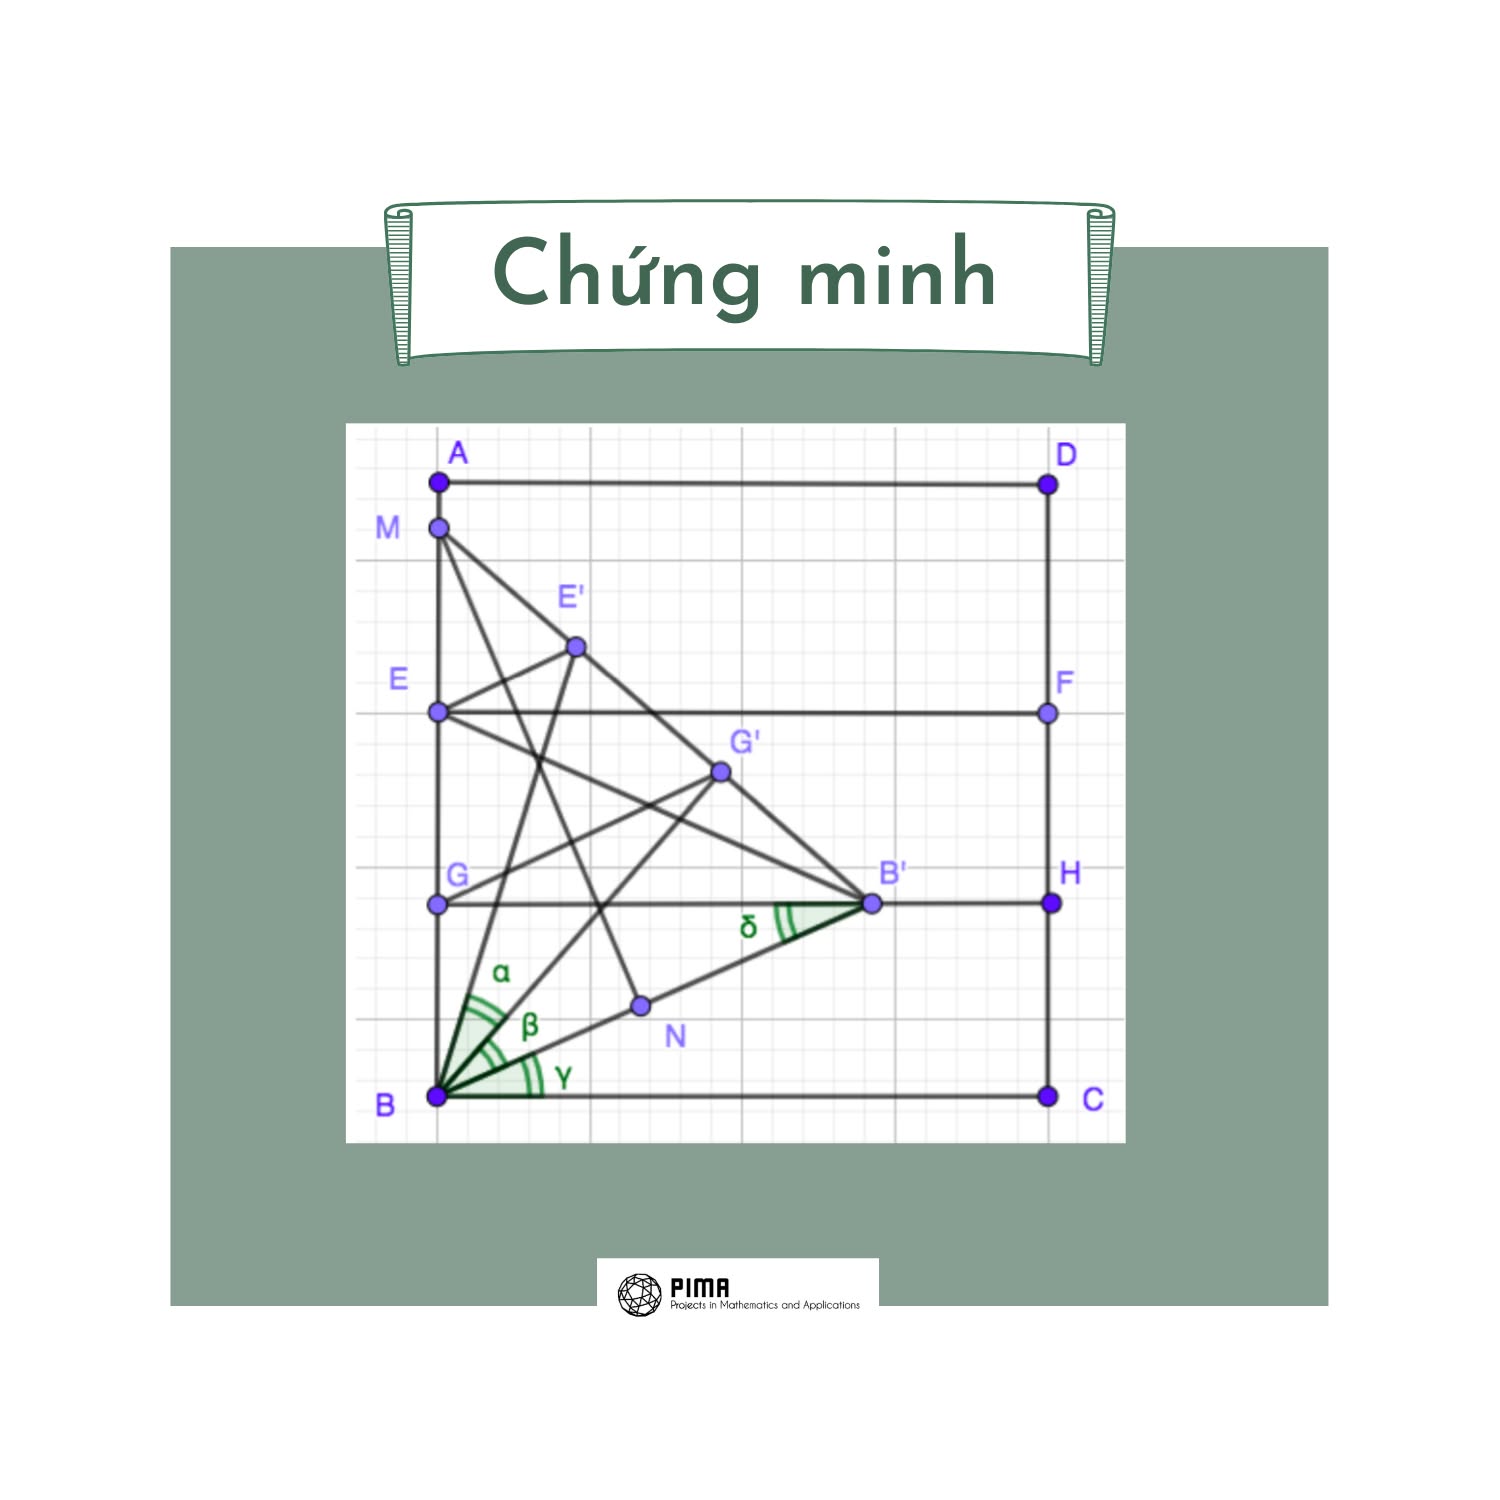 Chứng minh
A
D
M
E'
E
F
G'
G
B'
H
δ
α
β
N
γ
B
C
PIMA
Projects in Mathematics and Applications